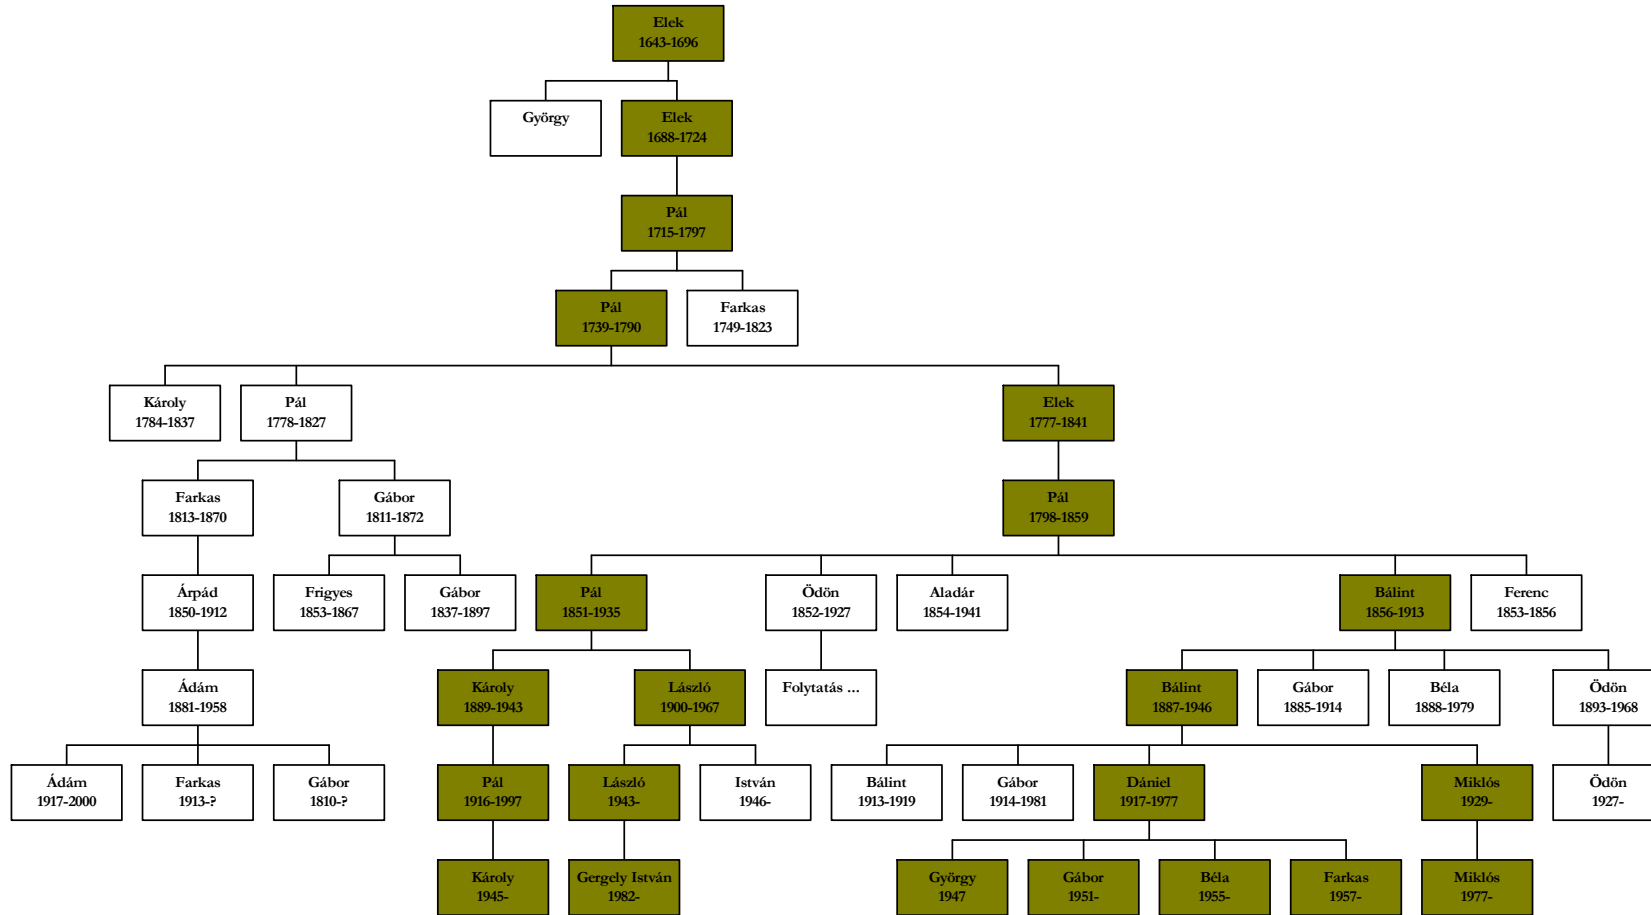 Elek
1643-1696
György
Elek
1688-1724
Pál
1715-1797
Pál
1739-1790
Farkas
1749-1823
Károly
1784-1837
Pál
1778-1827
Elek
1777-1841
Farkas
1813-1870
Gábor
1811-1872
Pál
1798-1859
Árpád
1850-1912
Frigyes
1853-1867
Gábor
1837-1897
Pál
1851-1935
Ödön
1852-1927
Aladár
1854-1941
Bálint
1856-1913
Ferenc
1853-1856
Ádám
1881-1958
Károly
1889-1943
László
1900-1967
Folytatás ...
Bálint
1887-1946
Gábor
1885-1914
Béla
1888-1979
Ödön
1893-1968
Ádám
1917-2000
Farkas
1913-?
Gábor
1810-?
Pál
1916-1997
László
1943-
István
1946-
Bálint
1913-1919
Gábor
1914-1981
Dániel
1917-1977
Miklós
1929-
Ödön
1927-
Károly
1945-
Gergely István
1982-
György
1947
Gábor
1951-
Béla
1955-
Farkas
1957-
Miklós
1977-